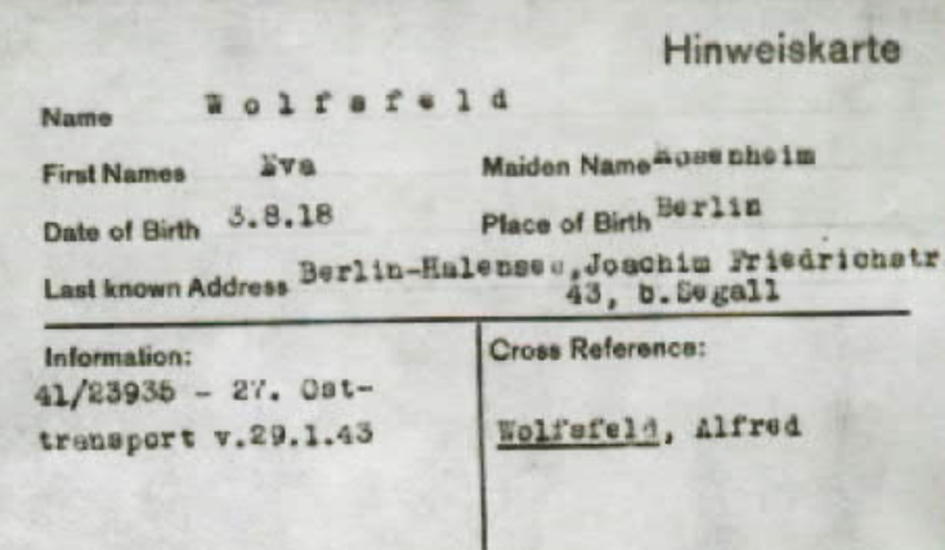 Hinweiskarte
Name Wolfsfeld
First Names Eva Maiden Name Rosenheim
Date of Birth 3.8.18 Place of Birth Berlin
Last known Address Berlin-Halensee,Joachim Friedrichstr
43, b.Segall
Information:
41/23935 - 27. Ost-
transport v.29.1.43
Cross Reference:
Wolfsfeld, Alfred